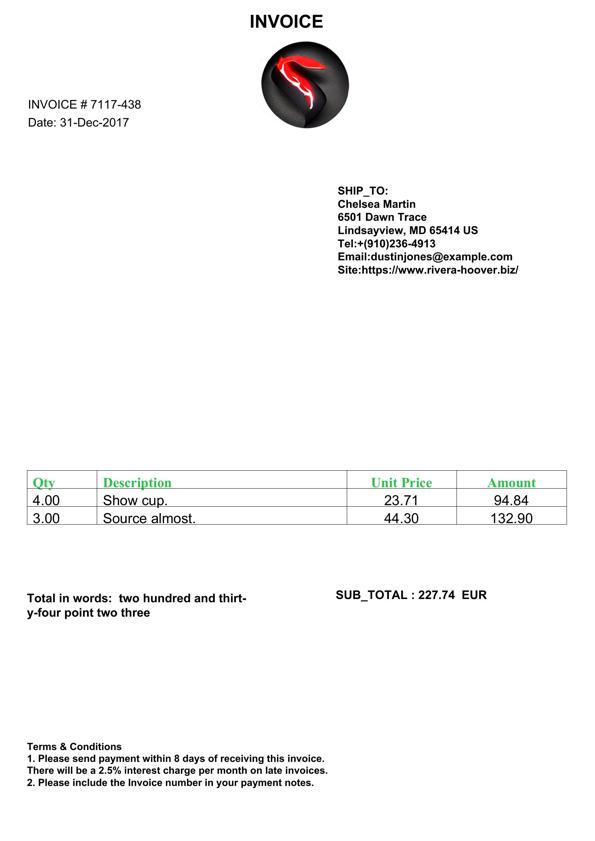 INVOICE
INVOICE # 7117-438
Date: 31-Dec-2017
SHIP_TO:
Chelsea Martin
6501 Dawn Trace
Lindsayview, MD 65414 US
Tel:+(910)236-4913
Email:dustinjones@example.com
Site:https://www.rivera-hoover.biz/
Qty Description Unit Price Amount
4.00 Show cup. 23.71 94.84
3.00 Source almost. 44.30 132.90
Total in words:  two hundred and thirt-
y-four point two three
SUB_TOTAL : 227.74  EUR
Terms & Conditions
1. Please send payment within 8 days of receiving this invoice.
There will be a 2.5% interest charge per month on late invoices.
2. Please include the Invoice number in your payment notes.